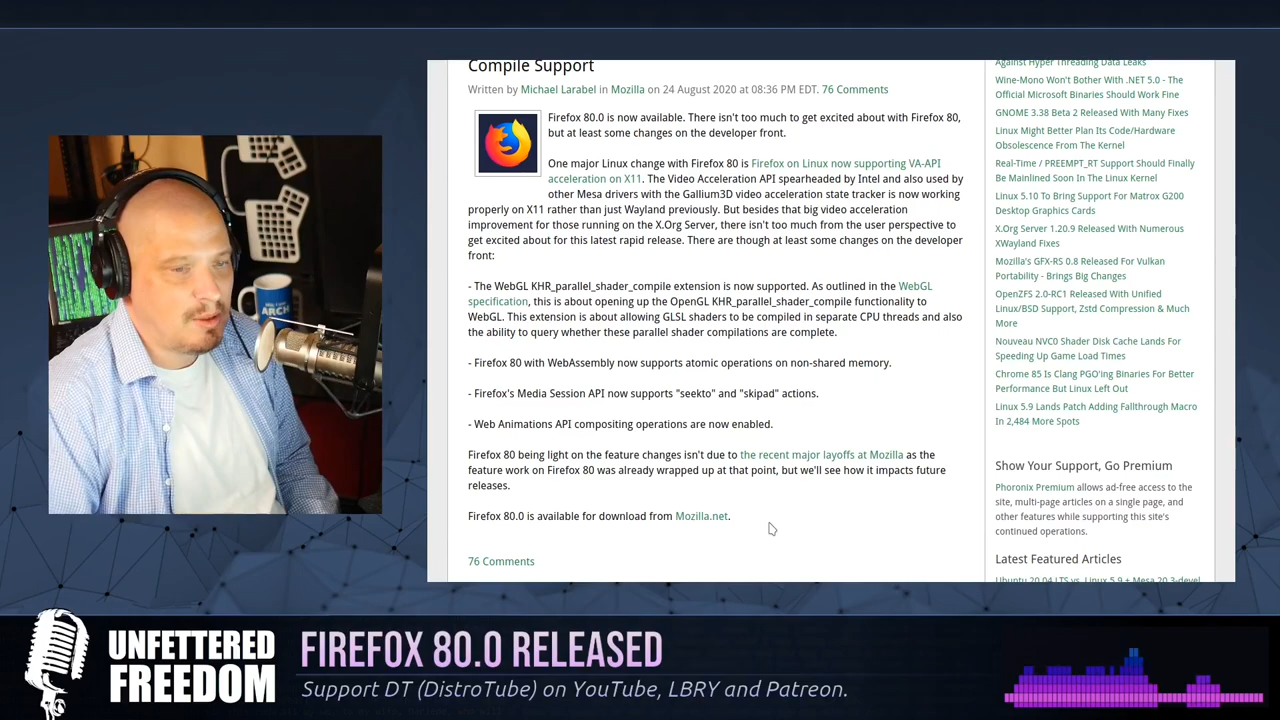 Compile Support
Written by Michael Larabel in Mozilla on 24 August 2020 at 08:36 PM EDT. 76 Comments
Firefox 80.0 is now available. There isn't too much to get excited about with Firefox 80,
but at least some changes on the developer front.
One major Linux change with Firefox 80 is Firefox on Linux now supporting VA-API
acceleration on X11. The Video Acceleration API spearheaded by Intel and also used by
other Mesa drivers with the Gallium3D video acceleration state tracker is now working
properly on X11 rather than just Wayland previously. But besides that big video acceleration
improvement for those running on the X.Org Server, there isn't too much from the user perspective to
get excited about for this latest rapid release. There are though at least some changes on the developer
front:
- The WebGL KHR_parallel_shader_compile extension is now supported. As outlined in the WebGL
specification, this is about opening up the OpenGL KHR_parallel_shader_compile functionality to
WebGL. This extension is about allowing GLSL shaders to be compiled in separate CPU threads and also
the ability to query whether these parallel shader compilations are complete.
- Firefox 80 with WebAssembly now supports atomic operations on non-shared memory.
- Firefox's Media Session API now supports "seekto" and "skipad" actions.
- Web Animations API compositing operations are now enabled.
Firefox 80 being light on the feature changes isn't due to the recent major layoffs at Mozilla as the
feature work on Firefox 80 was already wrapped up at that point, but we'll see how it impacts future
releases.
Firefox 80.0 is available for download from Mozilla.net.
76 Comments
Against Hyper Threading Data Leaks
Wine-Mono Won't Bother With .NET 5.0 - The
Official Microsoft Binaries Should Work Fine
GNOME 3.38 Beta 2 Released With Many Fixes
Linux Might Better Plan Its Code/Hardware
Obsolescence From The Kernel
Real-Time / PREEMPT_RT Support Should Finally
Be Mainlined Soon In The Linux Kernel
Linux 5.10 To Bring Support For Matrox G200
Desktop Graphics Cards
X.Org Server 1.20.9 Released With Numerous
XWayland Fixes
Mozilla's GFX-RS 0.8 Released For Vulkan
Portability - Brings Big Changes
OpenZFS 2.0-RC1 Released With Unified
Linux/BSD Support, Zstd Compression & Much
More
Nouveau NVC0 Shader Disk Cache Lands For
Speeding Up Game Load Times
Chrome 85 Is Clang PGO'ing Binaries For Better
Performance But Linux Left Out
Linux 5.9 Lands Patch Adding Fallthrough Macro
In 2,484 More Spots
Show Your Support, Go Premium
Phoronix Premium allows ad-free access to the
site, multi-page articles on a single page, and
other features while supporting this site's
continued operations.
Latest Featured Articles
Ubuntu 20.04 LTS vs. Linux 5.9 + Mesa 20.3-devel
ARCH
UNFETTERED
FREEDOM
FIREFOX 80.0 RELEASED
Support DT (DistroTube) on YouTube, LBRY and Patreon.